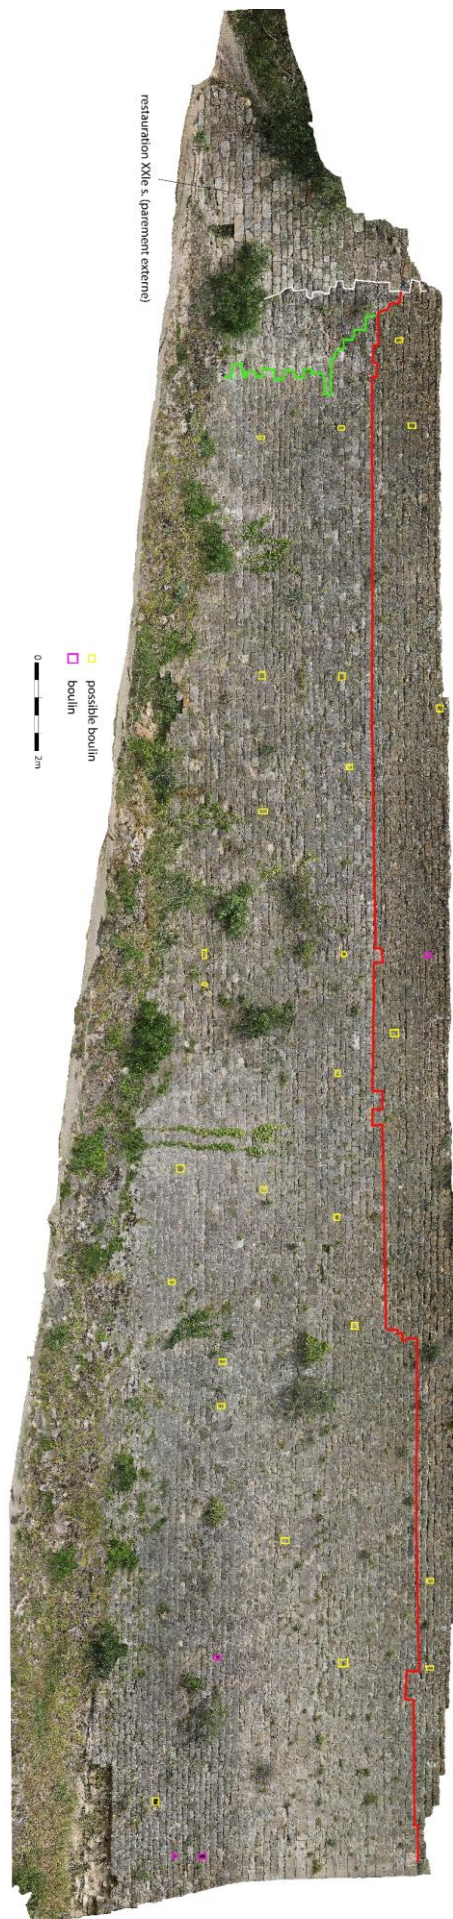 restauration XXIe s. (parement externe)
possible boulin
boulin
0 2m